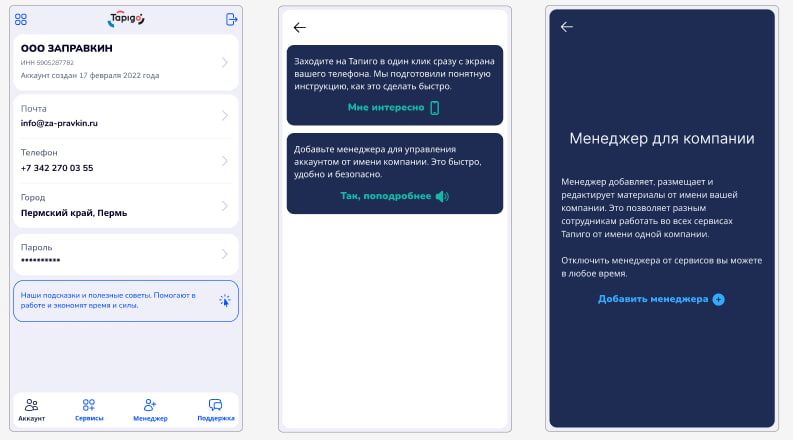 Tapigo
ООО ЗАПРАВКИН
ИНН 5905287782
Аккаунт создан 17 февраля 2022 года
Почта
info@za-pravkin.ru
Телефон
+7 342 270 03 55
Город
Пермский край, Пермь
Пароль
••••••••••
Наши подсказки и полезные советы. Помогают в
работе и экономят время и силы.
Аккаунт
Сервисы
Менеджер
Поддержка
Заходите на Тапиго в один клик сразу с экрана
вашего телефона. Мы подготовили понятную
инструкцию, как это сделать быстро.
Мне интересно
Добавьте менеджера для управления
аккаунтом от имени компании. Это быстро,
удобно и безопасно.
Так, поподробнее
Менеджер для компании
Менеджер добавляет, размещает и
редактирует материалы от имени вашей
компании. Это позволяет разным
сотрудникам работать во всех сервисах
Тапиго от имени одной компании.
Отключить менеджера от сервисов вы можете
в любое время.
Добавить менеджера